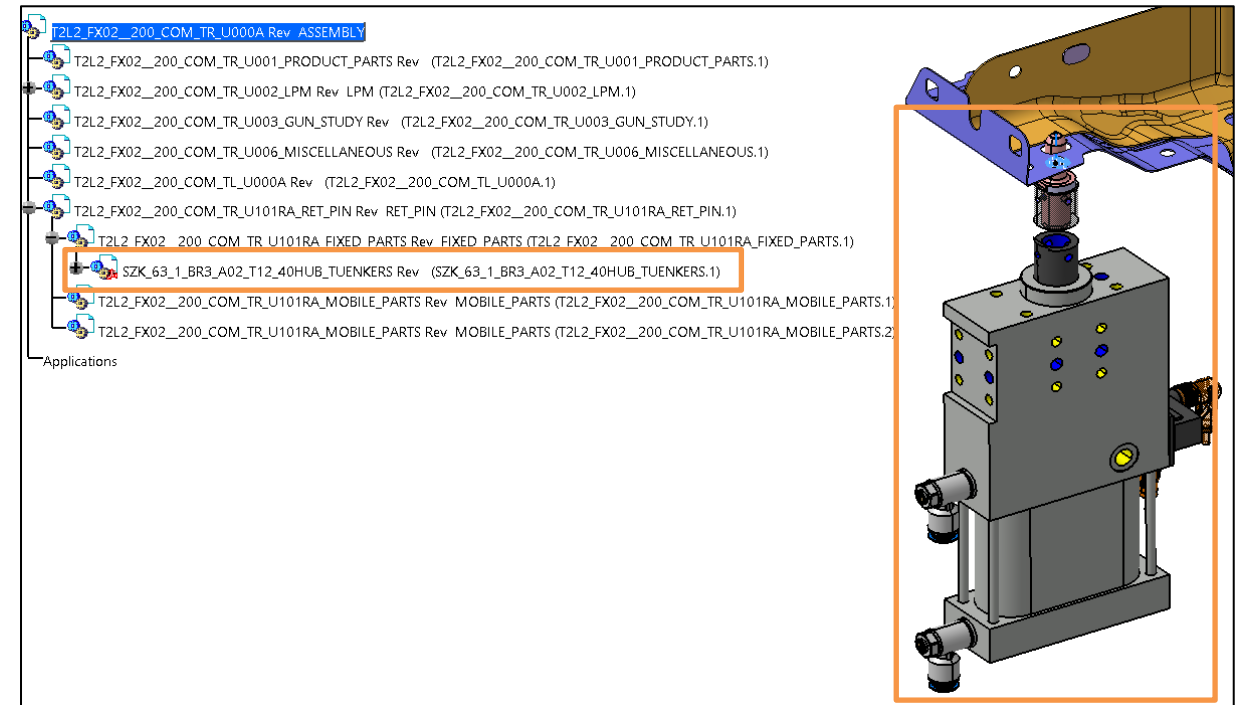 T2L2_FX02__200_COM_TR_U000A Rev ASSEMBLY
T2L2_FX02__200_COM_TR_U001_PRODUCT_PARTS Rev (T2L2_FX02__200_COM_TR_U001_PRODUCT_PARTS.1)
T2L2_FX02__200_COM_TR_U002_LPM Rev LPM (T2L2_FX02__200_COM_TR_U002_LPM.1)
T2L2_FX02__200_COM_TR_U003_GUN_STUDY Rev (T2L2_FX02__200_COM_TR_U003_GUN_STUDY.1)
T2L2_FX02__200_COM_TR_U006_MISCELLANEOUS Rev (T2L2_FX02__200_COM_TR_U006_MISCELLANEOUS.1)
T2L2_FX02__200_COM_TL_U000A Rev (T2L2_FX02__200_COM_TL_U000A.1)
T2L2_FX02__200_COM_TR_U101RA_RET_PIN Rev RET_PIN (T2L2_FX02__200_COM_TR_U101RA_RET_PIN.1)
T2L2_FX02__200_COM_TR_U101RA_FIXED_PARTS Rev FIXED_PARTS (T2L2_FX02__200_COM_TR_U101RA_FIXED_PARTS.1)
SZK_63_1_BR3_A02_T12_40HUB_TUENKERS Rev (SZK_63_1_BR3_A02_T12_40HUB_TUENKERS.1)
T2L2_FX02__200_COM_TR_U101RA_MOBILE_PARTS Rev MOBILE_PARTS (T2L2_FX02__200_COM_TR_U101RA_MOBILE_PARTS.1)
T2L2_FX02__200_COM_TR_U101RA_MOBILE_PARTS Rev MOBILE_PARTS (T2L2_FX02__200_COM_TR_U101RA_MOBILE_PARTS.2)
Applications